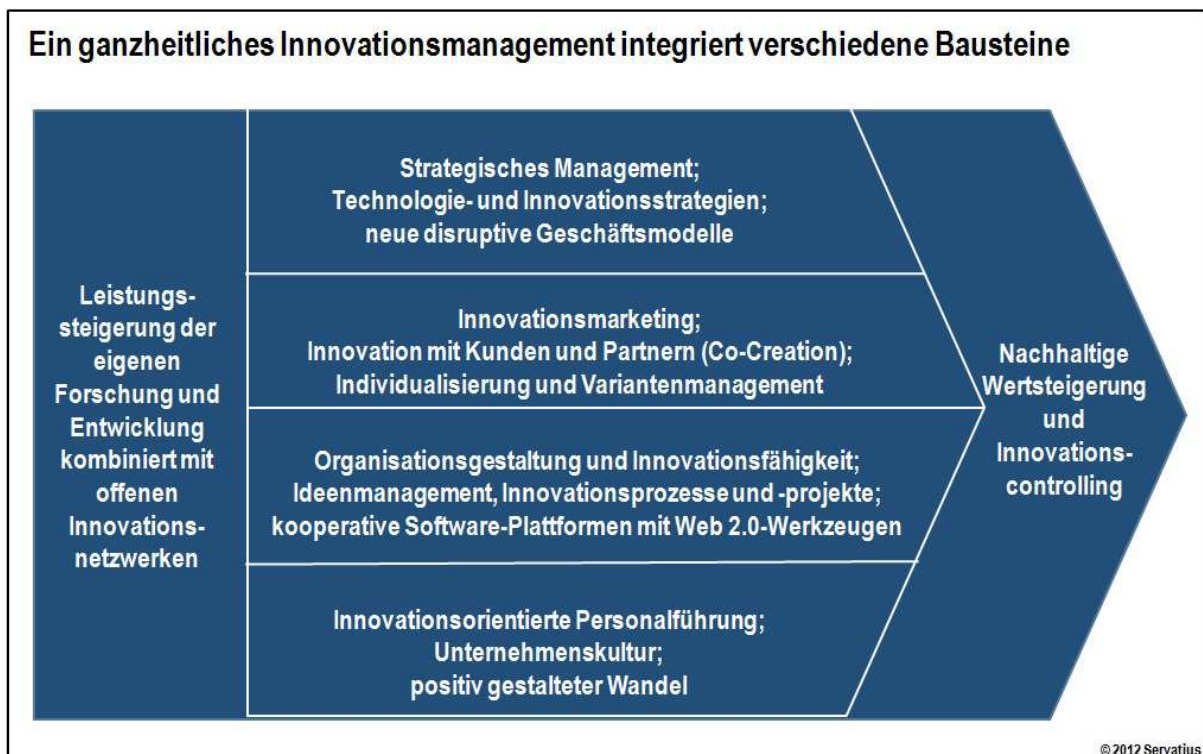 Ein ganzheitliches Innovationsmanagement integriert verschiedene Bausteine
Leistungs-
steigerung der
eigenen
Forschung und
Entwicklung
kombiniert mit
offenen
Innovations-
netzwerken
Strategisches Management;
Technologie- und Innovationsstrategien;
neue disruptive Geschäftsmodelle
Innovationsmarketing;
Innovation mit Kunden und Partnern (Co-Creation);
Individualisierung und Variantenmanagement
Organisationsgestaltung und Innovationsfähigkeit;
Ideenmanagement, Innovationsprozesse und -projekte;
kooperative Software-Plattformen mit Web 2.0-Werkzeugen
Innovationsorientierte Personalführung;
Unternehmenskultur;
positiv gestalteter Wandel
Nachhaltige
Wertsteigerung
und
Innovations-
controlling
© 2012 Servatius